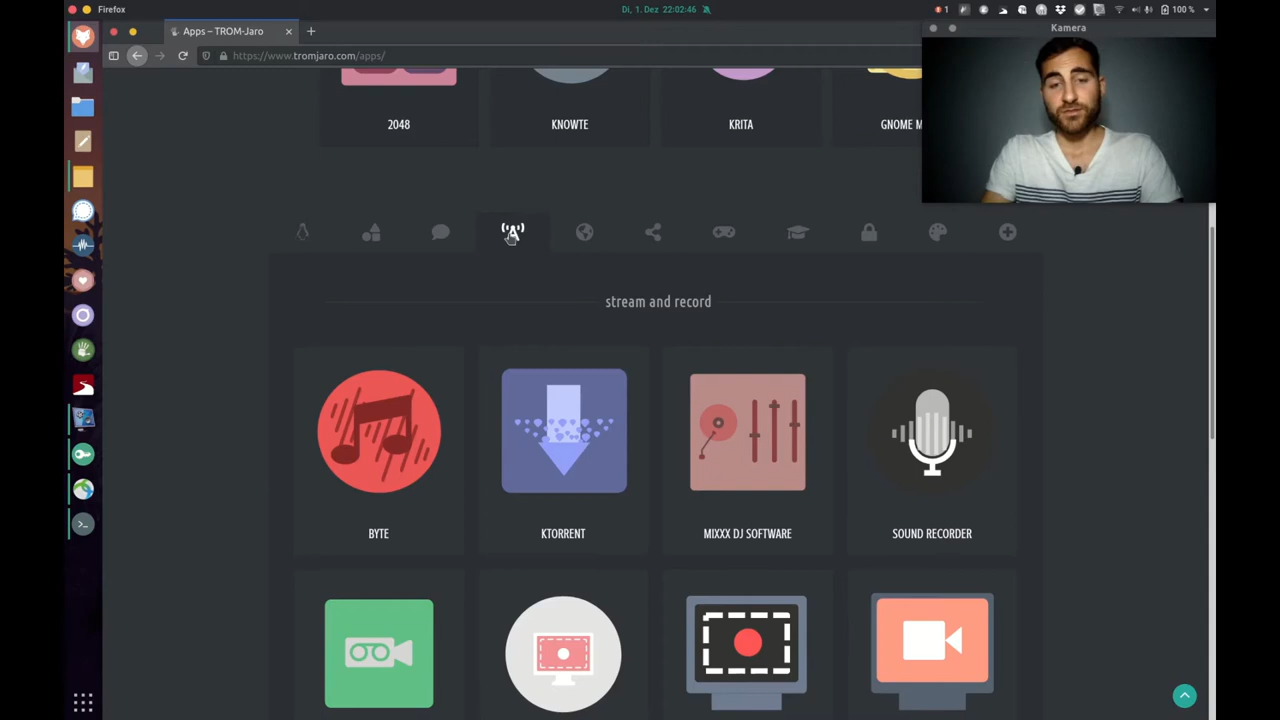 Firefox
Di, 1. Dez 22:02:46
1
100 %
Apps – TROM-Jaro
Kamera
https://www.tromjaro.com/apps/
2048
KNOWTE
KRITA
GNOME M
stream and record
BYTE
KTORRENT
MIXXX DJ SOFTWARE
SOUND RECORDER